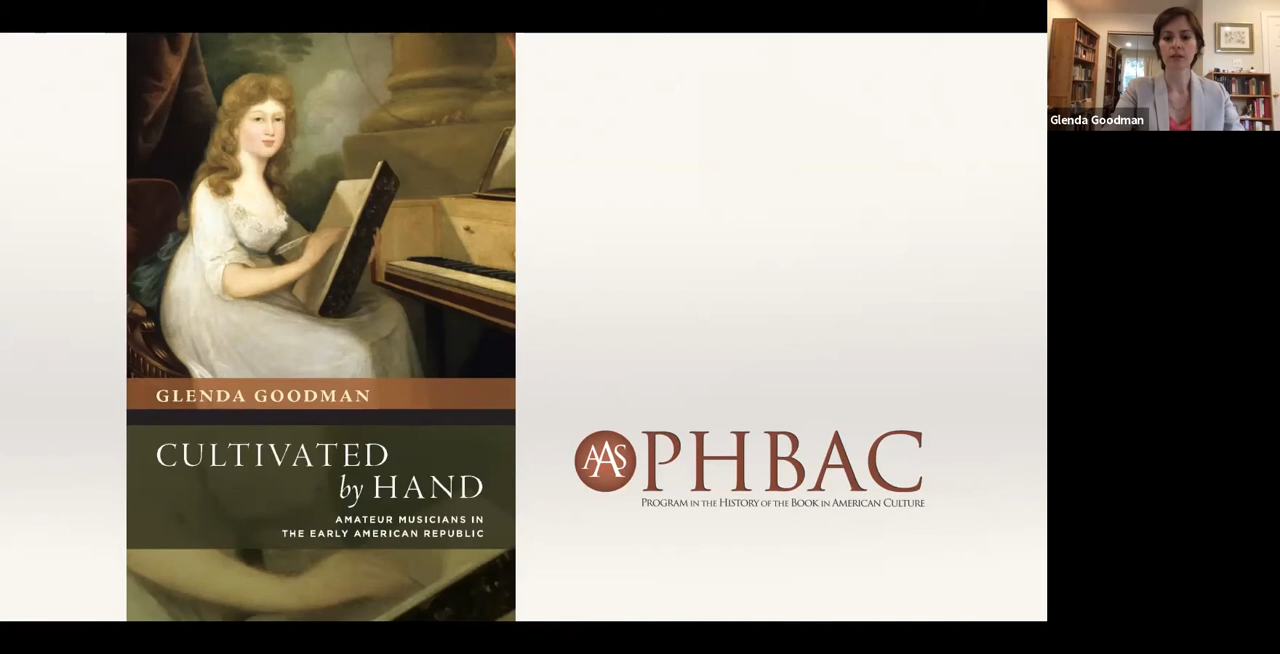 GLENDA GOODMAN
CULTIVATED
by HAND
AMATEUR MUSICIANS IN
THE EARLY AMERICAN REPUBLIC
AAS PHBAC
PROGRAM IN THE HISTORY OF THE BOOK IN AMERICAN CULTURE
Glenda Goodman